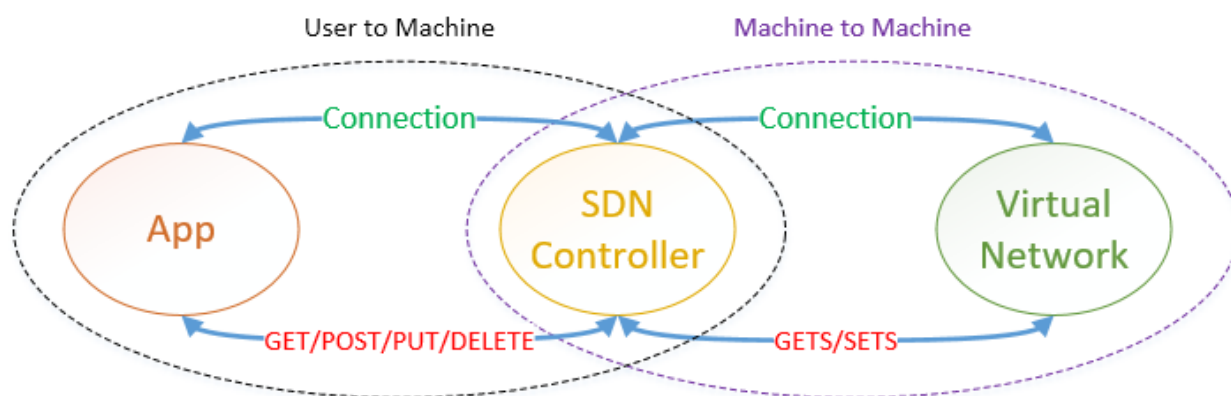 User to Machine
Machine to Machine
Connection
Connection
App
SDN
Controller
Virtual
Network
GET/POST/PUT/DELETE
GETS/SETS